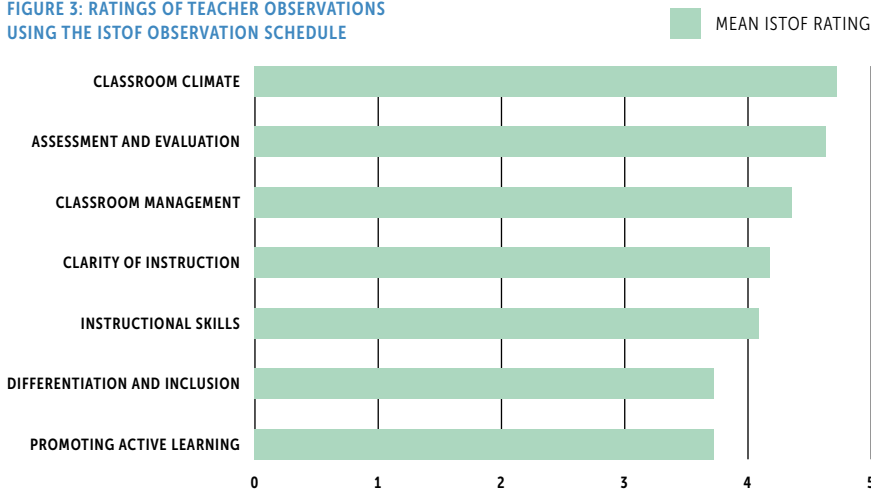 FIGURE 3: RATINGS OF TEACHER OBSERVATIONS
USING THE ISTOF OBSERVATION SCHEDULE
MEAN ISTOF RATING
CLASSROOM CLIMATE
ASSESSMENT AND EVALUATION
CLASSROOM MANAGEMENT
CLARITY OF INSTRUCTION
INSTRUCTIONAL SKILLS
DIFFERENTIATION AND INCLUSION
PROMOTING ACTIVE LEARNING
0 1 2 3 4 5